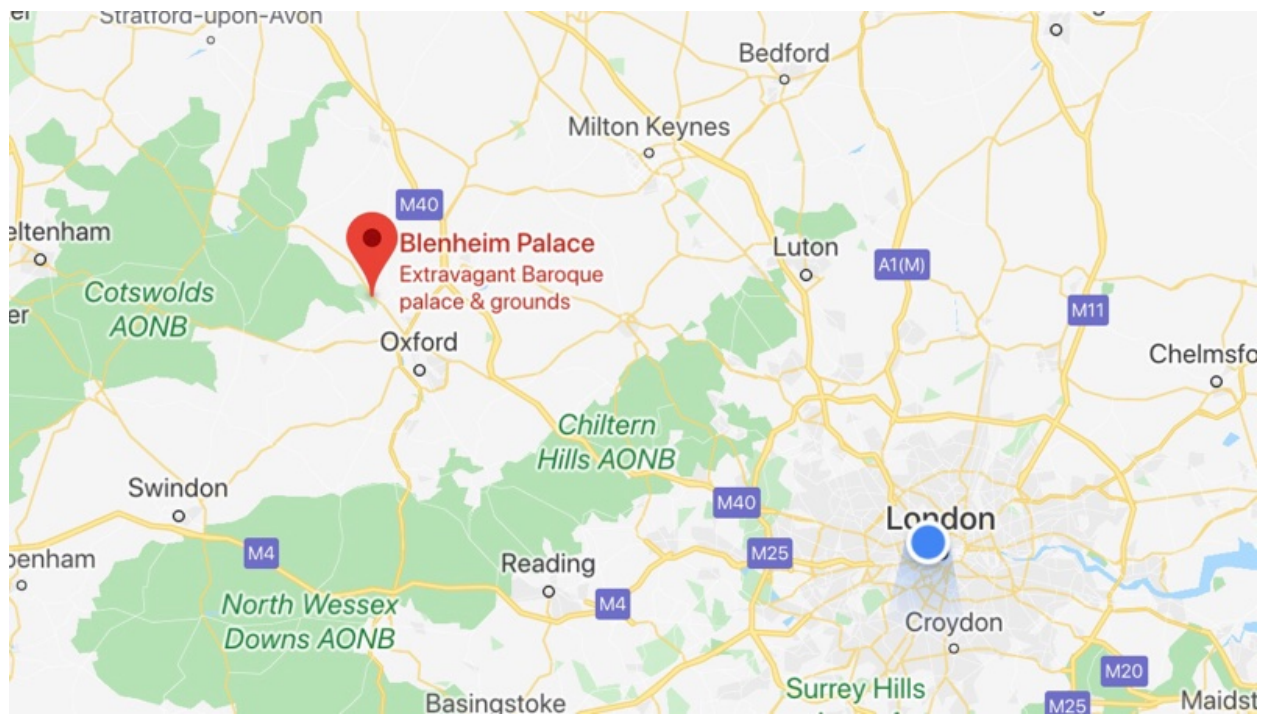 Stratford-upon-Avon
er
Bedford
Milton Keynes
M40
eltenham
Blenheim Palace
Extravagant Baroque
palace & grounds
Luton
A1(M)
Cotswolds
AONB
er
M11
Oxford
Chelmsfo
Chiltern
Hills AONB
Swindon
M40
London
M4
M25
penham
Reading
M4
North Wessex
Downs AONB
Croydon
M20
Surrey Hills
Basingstoke
M25
Maidst